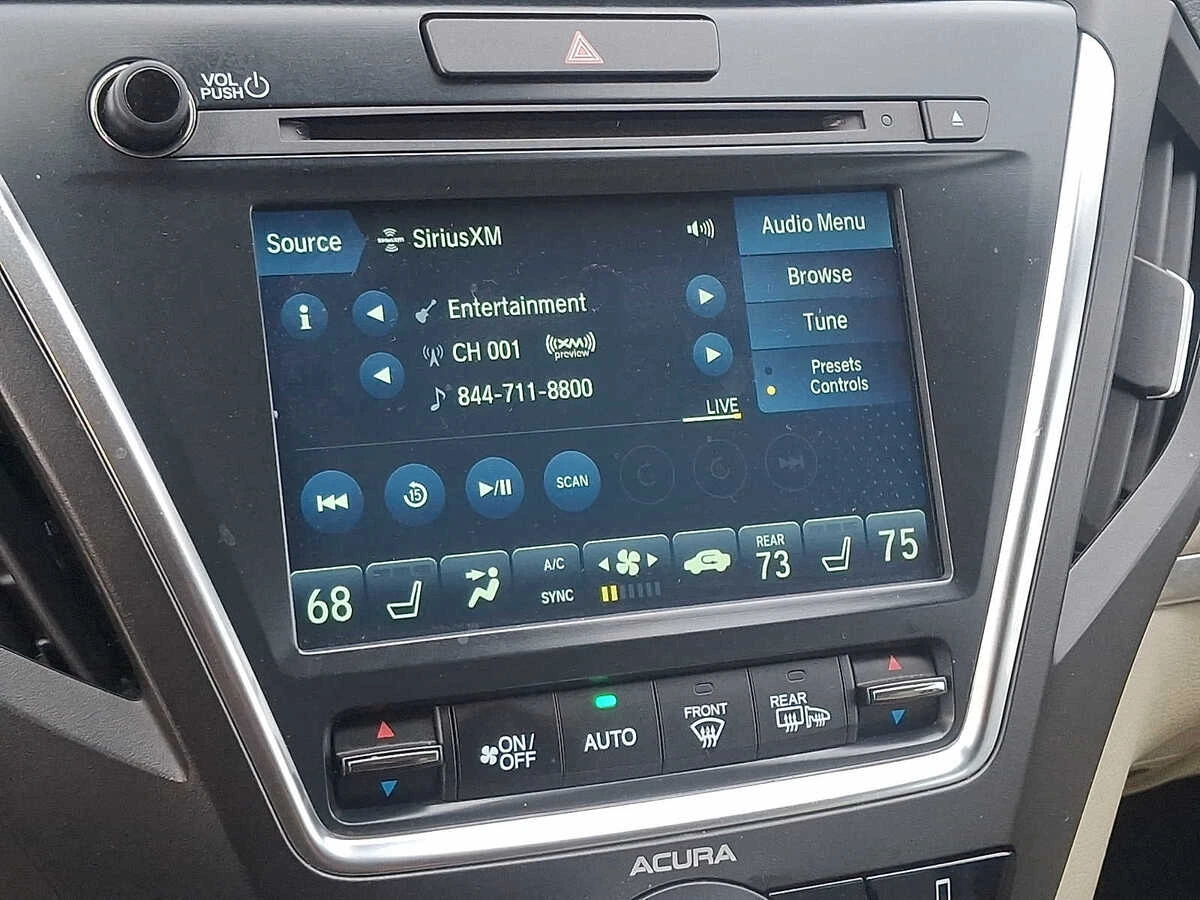 VOL
PUSH
Source
SiriusXM
Audio Menu
Browse
Tune
Presets
Controls
i
Entertainment
CH 001
((XM))
preview
844-711-8800
LIVE
15
SCAN
68
A/C
SYNC
REAR
73
75
ON/
OFF
AUTO
FRONT
REAR
ACURA